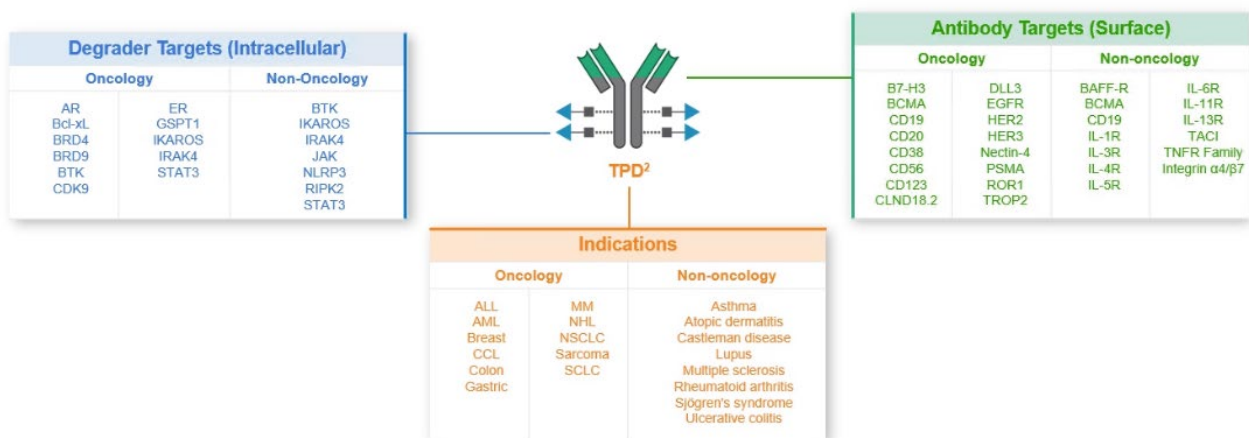 Degrader Targets (Intracellular)
Oncology
Non-Oncology
AR
Bcl-xL
BRD4
BRD9
BTK
CDK9
ER
GSPT1
IKAROS
IRAK4
STAT3
BTK
IKAROS
IRAK4
JAK
NLRP3
RIPK2
STAT3
TPD²
Antibody Targets (Surface)
Oncology
Non-oncology
B7-H3
BCMA
CD19
CD20
CD38
CD56
CD123
CLND18.2
DLL3
EGFR
HER2
HER3
Nectin-4
PSMA
ROR1
TROP2
BAFF-R
BCMA
CD19
IL-1R
IL-3R
IL-4R
IL-5R
IL-6R
IL-11R
IL-13R
TACI
TNFR Family
Integrin α4/β7
Indications
Oncology
Non-oncology
ALL
AML
Breast
CCL
Colon
Gastric
MM
NHL
NSCLC
Sarcoma
SCLC
Asthma
Atopic dermatitis
Castleman disease
Lupus
Multiple sclerosis
Rheumatoid arthritis
Sjögren's syndrome
Ulcerative colitis